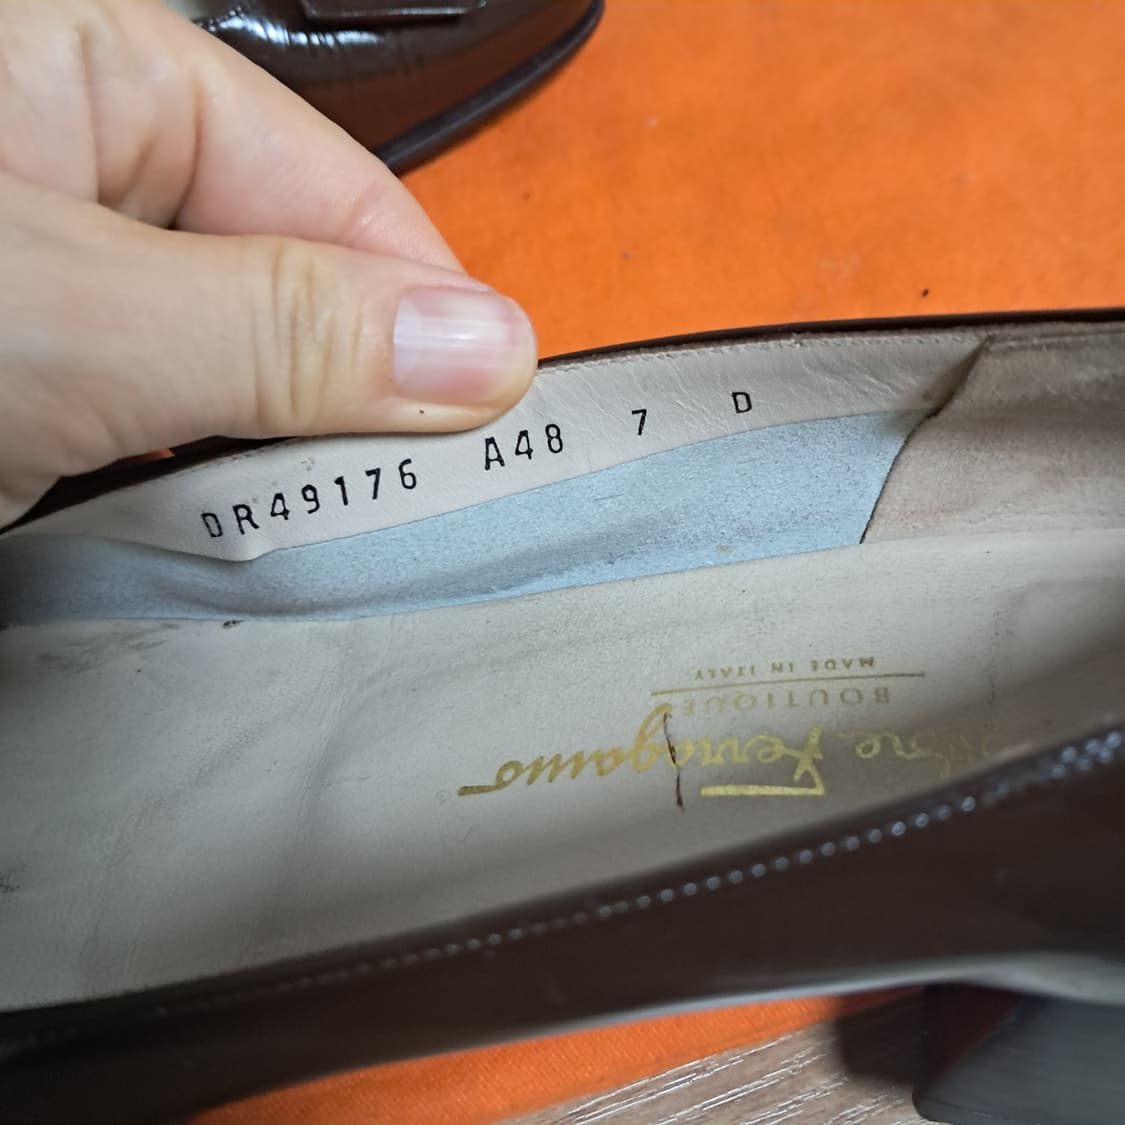 DR49176 A48 7 D
Ferragamo
BOUTIQUE
MADE IN ITALY